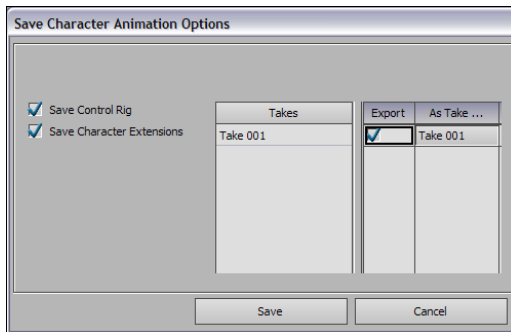 Save Character Animation Options
Save Control Rig
Save Character Extensions
Takes
Export
As Take ...
Take 001
Take 001
Save
Cancel